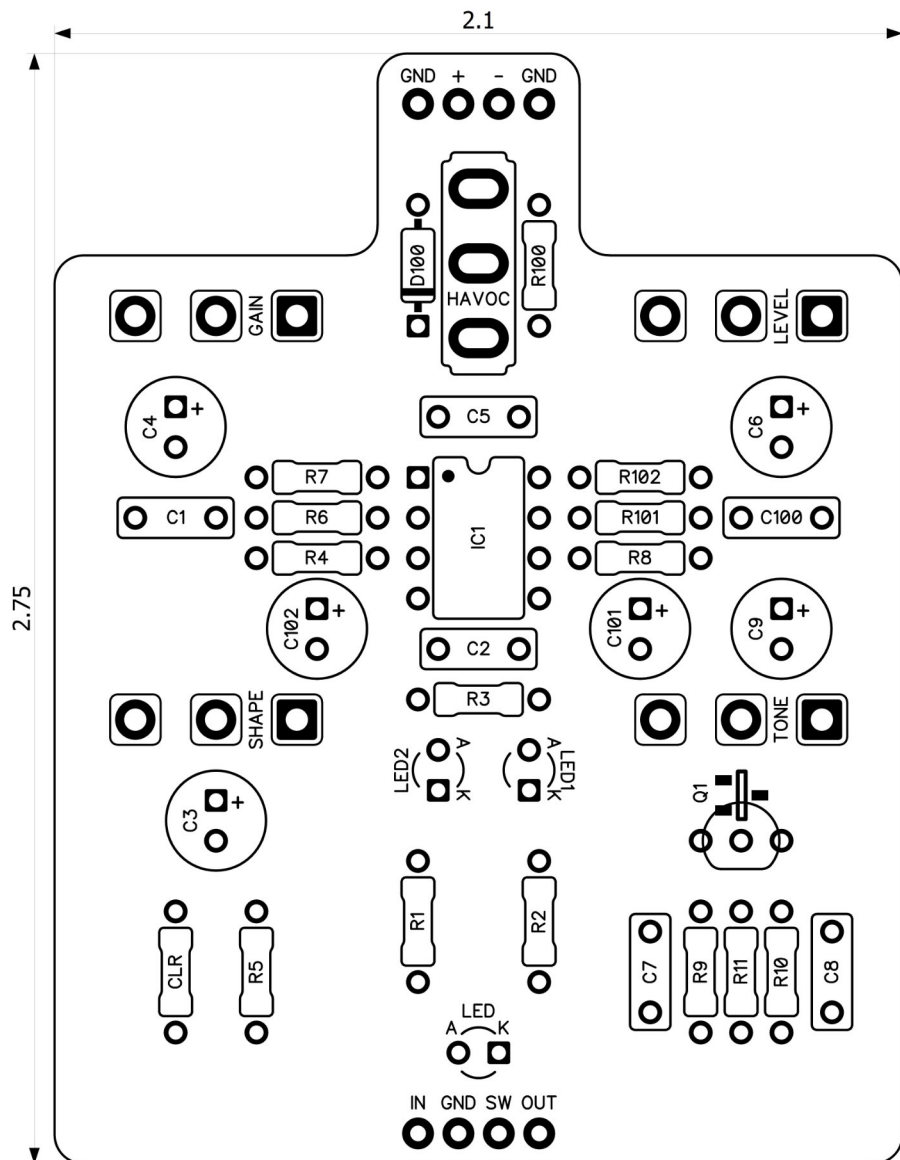 2.1
2.75
GND + - GND
D100
R100
HAVOC
GAIN
LEVEL
C4 +
C5
C6 +
R7
R102
C1
R6
IC1
R101
C100
R4
R8
C102 +
C101 +
C9 +
C2
R3
SHAPE
TONE
LED2
A
K
A
K
LED1
Q1
C3 +
R1
R2
CLR
R5
C7
R9
R11
R10
C8
LED
A K
IN GND SW OUT